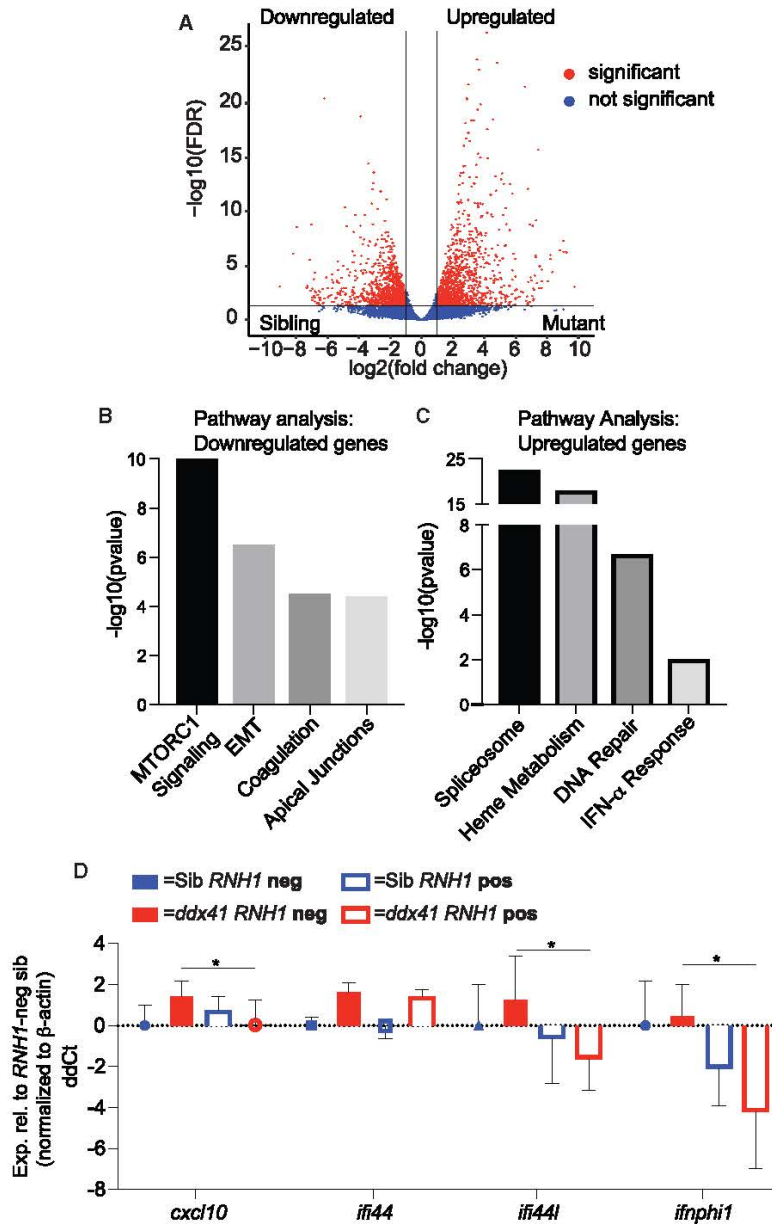 A
Downregulated Upregulated
significant
not significant
25
20
15
10
5
0
−log10(FDR)
Sibling Mutant
−10 −8 −6 −4 −2 0 2 4 6 8 10
log2(fold change)
B
Pathway analysis:
Downregulated genes
10
8
6
4
2
0
-log10(pvalue)
MTORC1
Signaling
EMT
Coagulation
Apical Junctions
C
Pathway Analysis:
Upregulated genes
25
15
8
6
4
2
0
-log10(pvalue)
Spliceosome
Heme Metabolism
DNA Repair
IFN-α Response
D
=Sib RNH1 neg =Sib RNH1 pos
=ddx41 RNH1 neg =ddx41 RNH1 pos
Exp. rel. to RNH1-neg sib
(normalized to β-actin)
ddCt
4
2
0
-2
-4
-6
-8
* * *
cxcl10 ifi44 ifi44l ifnphi1